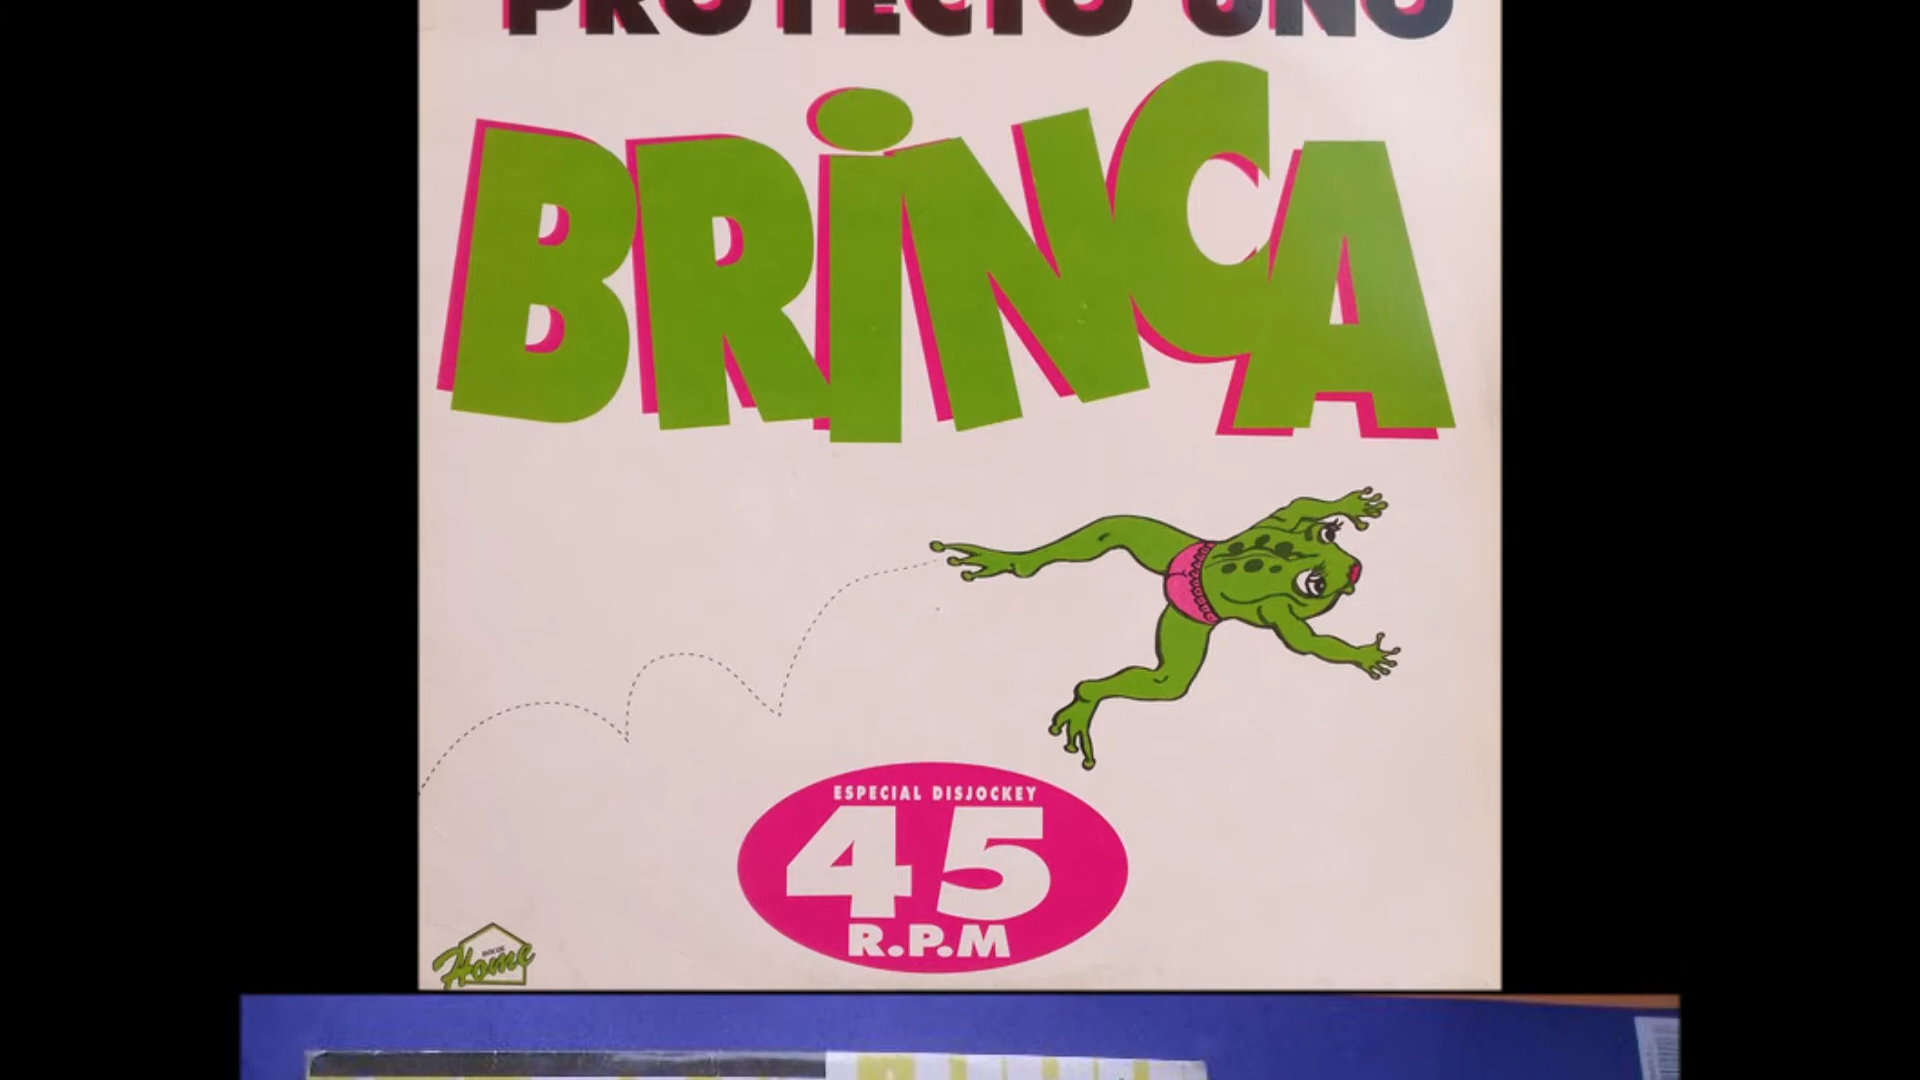 PROYECTO UNO
BRiNCA
ESPECIAL DISJOCKEY
45
R.P.M
Home